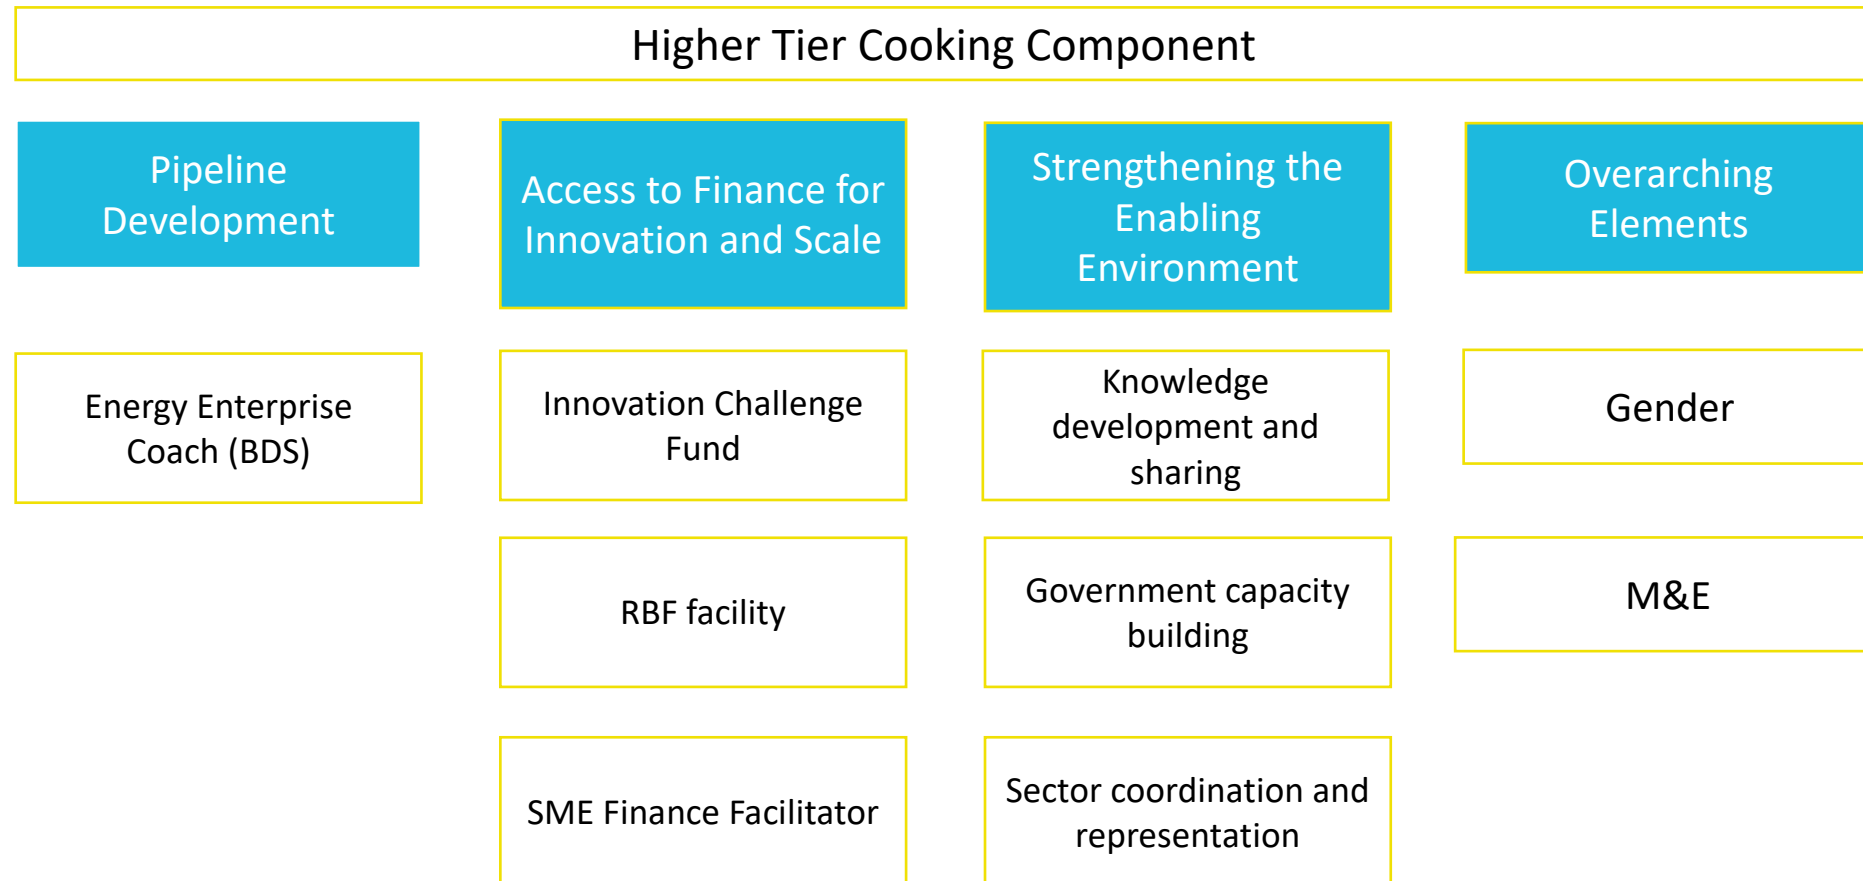 Higher Tier Cooking Component
Pipeline
Development
Access to Finance for
Innovation and Scale
Strengthening the
Enabling
Environment
Overarching
Elements
Energy Enterprise
Coach (BDS)
Innovation Challenge
Fund
Knowledge
development and
sharing
Gender
RBF facility
Government capacity
building
M&E
SME Finance Facilitator
Sector coordination and
representation